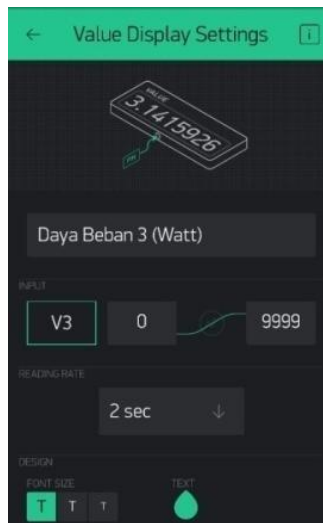 ← Value Display Settings i
VALUE
3.1415926
PIN
Daya Beban 3 (Watt)
INPUT
V3 0 9999
READING RATE
2 sec ↓
DESIGN
FONT SIZE TEXT
T T T